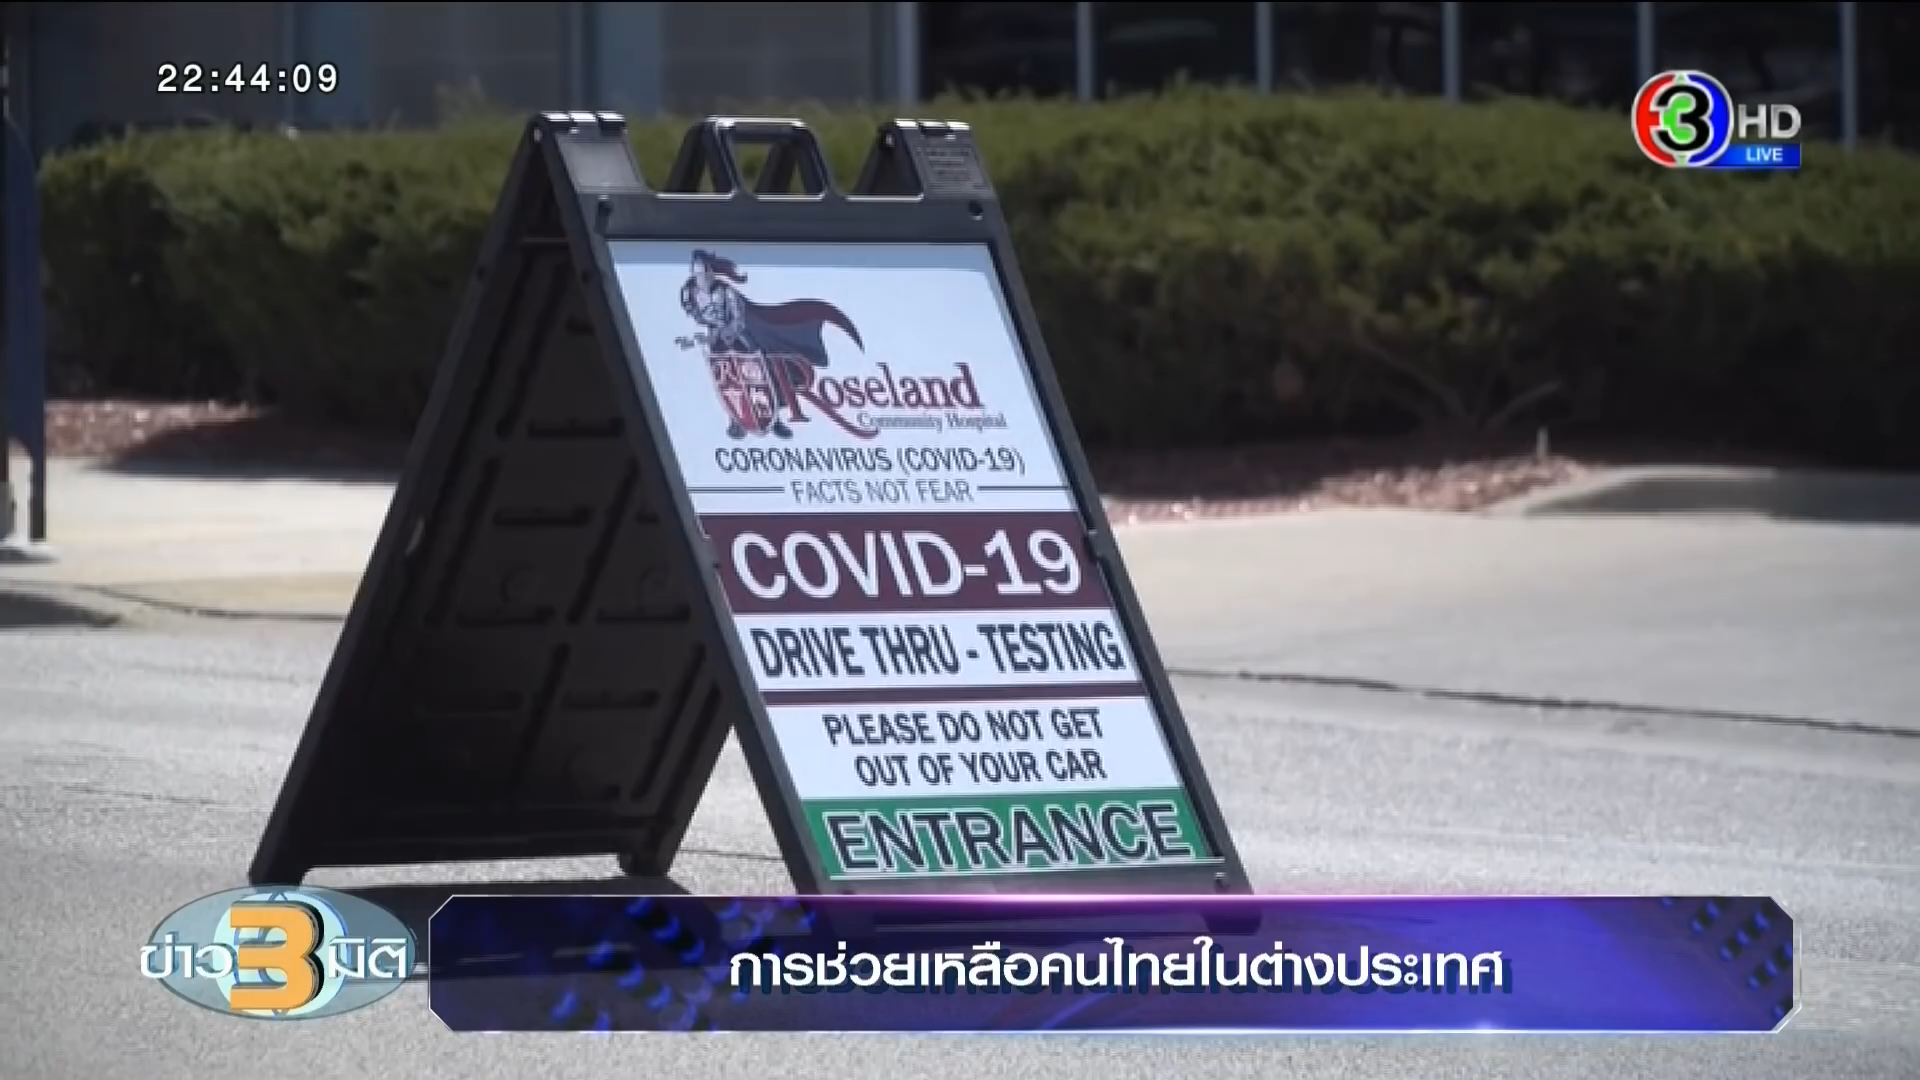 22:44:09
3 HD
LIVE
Roseland
Community Hospital
CORONAVIRUS (COVID-19)
FACTS NOT FEAR
COVID-19
DRIVE THRU - TESTING
PLEASE DO NOT GET
OUT OF YOUR CAR
ENTRANCE
ข่าว 3 มิติ
การช่วยเหลือคนไทยในต่างประเทศ